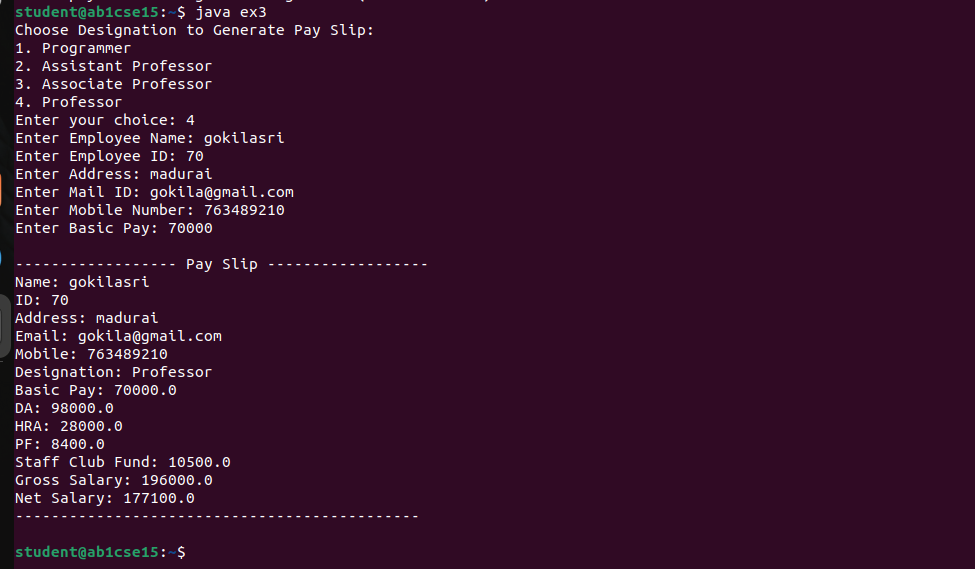 student@ab1cse15:~$ java ex3
Choose Designation to Generate Pay Slip:
1. Programmer
2. Assistant Professor
3. Associate Professor
4. Professor
Enter your choice: 4
Enter Employee Name: gokilasri
Enter Employee ID: 70
Enter Address: madurai
Enter Mail ID: gokila@gmail.com
Enter Mobile Number: 763489210
Enter Basic Pay: 70000
------------------ Pay Slip ------------------
Name: gokilasri
ID: 70
Address: madurai
Email: gokila@gmail.com
Mobile: 763489210
Designation: Professor
Basic Pay: 70000.0
DA: 98000.0
HRA: 28000.0
PF: 8400.0
Staff Club Fund: 10500.0
Gross Salary: 196000.0
Net Salary: 177100.0
---------------------------------------------
student@ab1cse15:~$